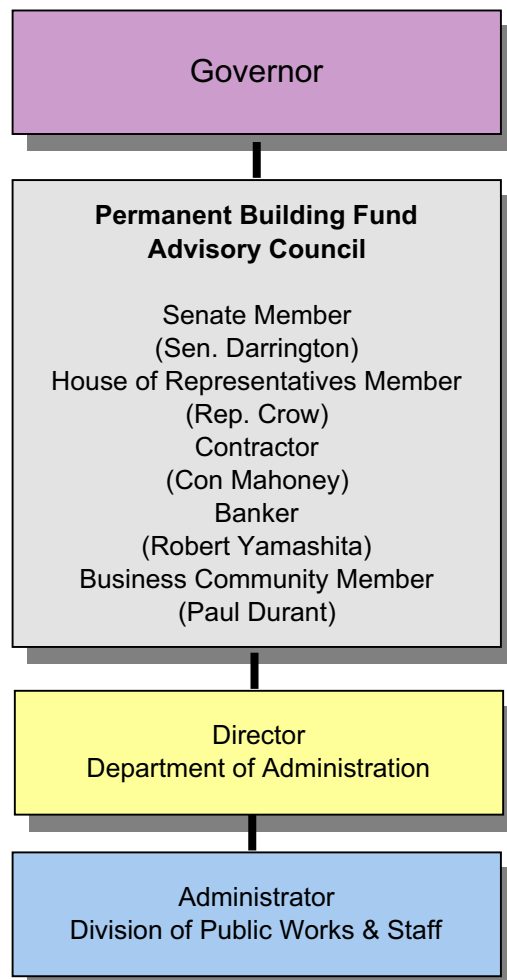 Governor
Permanent Building Fund
Advisory Council
Senate Member
(Sen. Darrington)
House of Representatives Member
(Rep. Crow)
Contractor
(Con Mahoney)
Banker
(Robert Yamashita)
Business Community Member
(Paul Durant)
Director
Department of Administration
Administrator
Division of Public Works & Staff